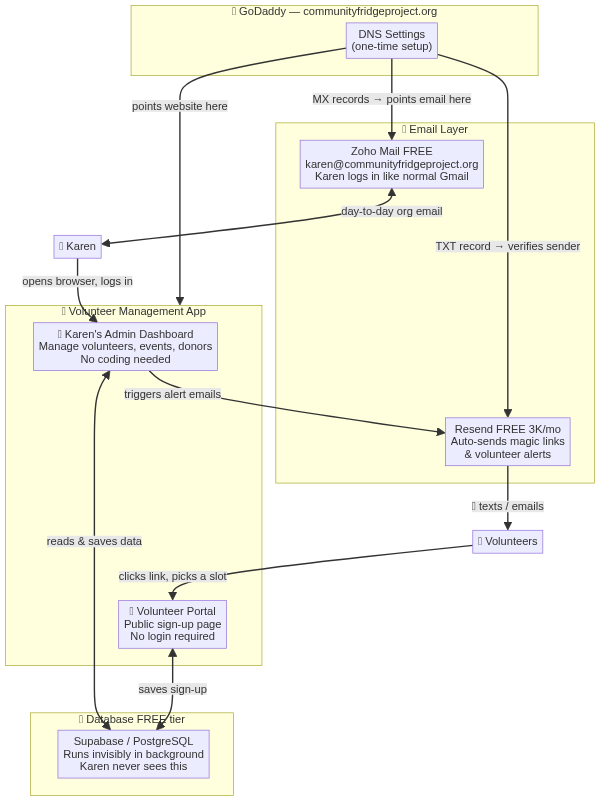 GoDaddy — communityfridgeproject.org
DNS Settings
(one-time setup)
points website here
MX records → points email here
Email Layer
Zoho Mail FREE
karen@communityfridgeproject.org
Karen logs in like normal Gmail
day-to-day org email
Karen
TXT record → verifies sender
opens browser, logs in
Volunteer Management App
Karen's Admin Dashboard
Manage volunteers, events, donors
No coding needed
triggers alert emails
Resend FREE 3K/mo
Auto-sends magic links
& volunteer alerts
texts / emails
Volunteers
reads & saves data
clicks link, picks a slot
Volunteer Portal
Public sign-up page
No login required
saves sign-up
Database FREE tier
Supabase / PostgreSQL
Runs invisibly in background
Karen never sees this